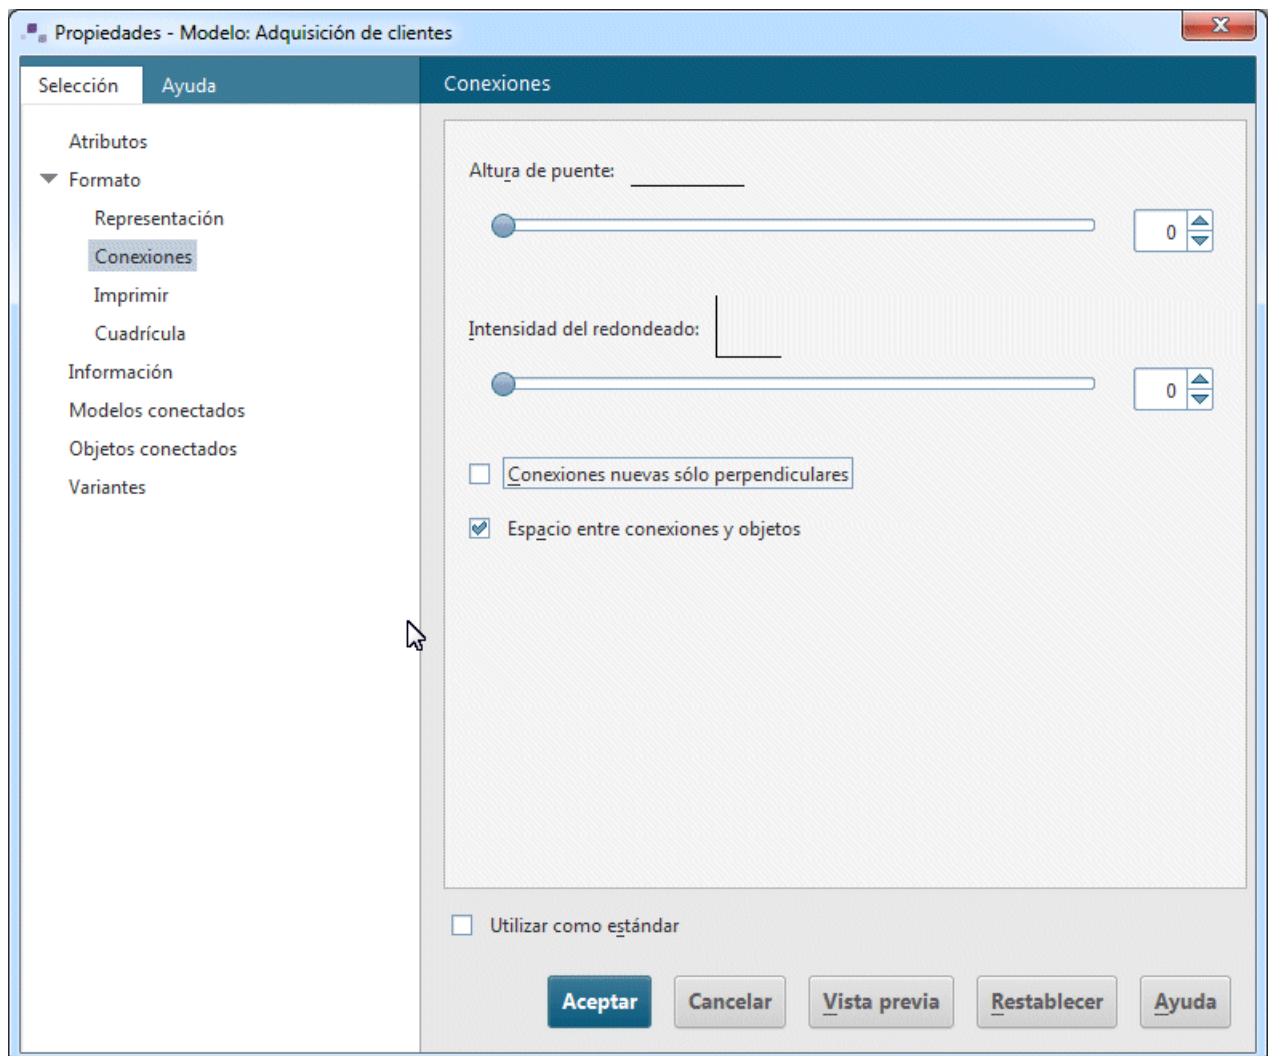 Propiedades - Modelo: Adquisición de clientes
Selección
Ayuda
Conexiones
Atributos
Formato
Representación
Conexiones
Imprimir
Cuadrícula
Información
Modelos conectados
Objetos conectados
Variantes
Altura de puente:
0
Intensidad del redondeado:
0
Conexiones nuevas sólo perpendiculares
Espacio entre conexiones y objetos
Utilizar como estándar
Aceptar
Cancelar
Vista previa
Restablecer
Ayuda